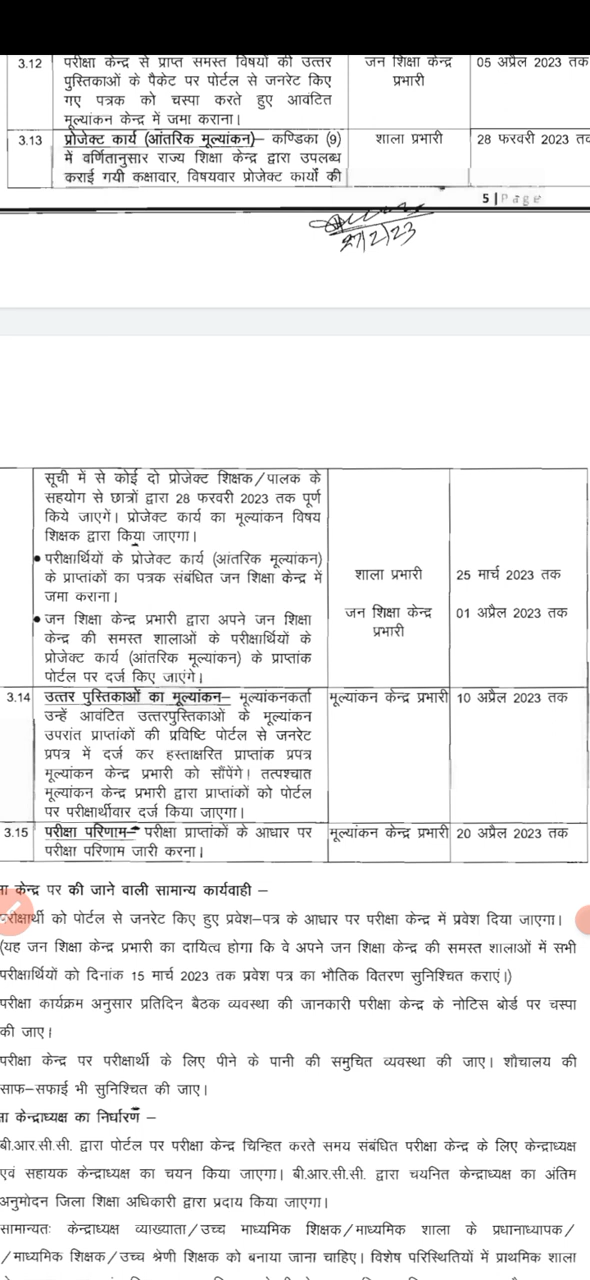 3.12 परीक्षा केन्द्र से प्राप्त समस्त विषयों की उत्तर जन शिक्षा केन्द्र 05 अप्रैल 2023 तक
पुस्तिकाओं के पैकेट पर पोर्टल से जनरेट किए प्रभारी
गए पत्रक को चस्पा करते हुए आवंटित
मूल्यांकन केन्द्र में जमा कराना।
3.13 प्रोजेक्ट कार्य (आंतरिक मूल्यांकन)– कण्डिका (9) शाला प्रभारी 28 फरवरी 2023 तक
में वर्णितानुसार राज्य शिक्षा केन्द्र द्वारा उपलब्ध
कराई गयी कक्षावार, विषयवार प्रोजेक्ट कार्यो की
5 | Page
27/2/23
सूची में से कोई दो प्रोजेक्ट शिक्षक/पालक के
सहयोग से छात्रों द्वारा 28 फरवरी 2023 तक पूर्ण
किये जाएगें। प्रोजेक्ट कार्य का मूल्यांकन विषय
शिक्षक द्वारा किया जाएगा।
• परीक्षार्थियों के प्रोजेक्ट कार्य (आंतरिक मूल्यांकन)
के प्राप्तांकों का पत्रक संबंधित जन शिक्षा केन्द्र में शाला प्रभारी 25 मार्च 2023 तक
जमा कराना।
• जन शिक्षा केन्द्र प्रभारी द्वारा अपने जन शिक्षा जन शिक्षा केन्द्र 01 अप्रैल 2023 तक
केन्द्र की समस्त शालाओं के परीक्षार्थियों के प्रभारी
प्रोजेक्ट कार्य (आंतरिक मूल्यांकन) के प्राप्तांक
पोर्टल पर दर्ज किए जाएंगे।
3.14 उत्तर पुस्तिकाओं का मूल्यांकन– मूल्यांकनकर्ता मूल्यांकन केन्द्र प्रभारी 10 अप्रैल 2023 तक
उन्हें आवंटित उत्तरपुस्तिकाओं के मूल्यांकन
उपरांत प्राप्तांकों की प्रविष्टि पोर्टल से जनरेट
प्रपत्र में दर्ज कर हस्ताक्षरित प्राप्तांक प्रपत्र
मूल्यांकन केन्द्र प्रभारी को सौंपेंगे। तत्पश्चात
मूल्यांकन केन्द्र प्रभारी द्वारा प्राप्तांकों को पोर्टल
पर परीक्षार्थीवार दर्ज किया जाएगा।
3.15 परीक्षा परिणाम– परीक्षा प्राप्तांकों के आधार पर मूल्यांकन केन्द्र प्रभारी 20 अप्रैल 2023 तक
परीक्षा परिणाम जारी करना।
केन्द्र पर की जाने वाली सामान्य कार्यवाही –
परीक्षार्थी को पोर्टल से जनरेट किए हुए प्रवेश–पत्र के आधार पर परीक्षा केन्द्र में प्रवेश दिया जाएगा।
(यह जन शिक्षा केन्द्र प्रभारी का दायित्व होगा कि वे अपने जन शिक्षा केन्द्र की समस्त शालाओं में सभी
परीक्षार्थियों को दिनांक 15 मार्च 2023 तक प्रवेश पत्र का भौतिक वितरण सुनिश्चित कराएं।)
परीक्षा कार्यक्रम अनुसार प्रतिदिन बैठक व्यवस्था की जानकारी परीक्षा केन्द्र के नोटिस बोर्ड पर चस्पा
की जाए।
परीक्षा केन्द्र पर परीक्षार्थी के लिए पीने के पानी की समुचित व्यवस्था की जाए। शौचालय की
साफ–सफाई भी सुनिश्चित की जाए।
केन्द्राध्यक्ष का निर्धारण –
बी.आर.सी.सी. द्वारा पोर्टल पर परीक्षा केन्द्र चिन्हित करते समय संबंधित परीक्षा केन्द्र के लिए केन्द्राध्यक्ष
एवं सहायक केन्द्राध्यक्ष का चयन किया जाएगा। बी.आर.सी.सी. द्वारा चयनित केन्द्राध्यक्ष का अंतिम
अनुमोदन जिला शिक्षा अधिकारी द्वारा प्रदाय किया जाएगा।
सामान्यतः केन्द्राध्यक्ष व्याख्याता/उच्च माध्यमिक शिक्षक/माध्यमिक शाला के प्रधानाध्यापक/
/माध्यमिक शिक्षक/उच्च श्रेणी शिक्षक को बनाया जाना चाहिए। विशेष परिस्थितियों में प्राथमिक शाला